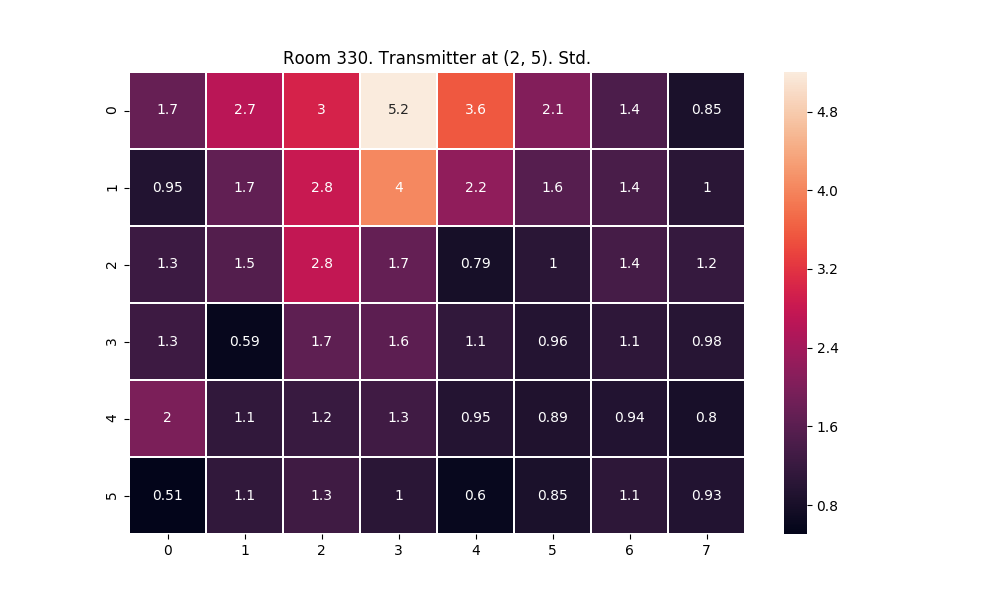 Room 330. Transmitter at (2, 5). Std.
0 1.7 2.7 3 5.2 3.6 2.1 1.4 0.85
1 0.95 1.7 2.8 4 2.2 1.6 1.4 1
2 1.3 1.5 2.8 1.7 0.79 1 1.4 1.2
3 1.3 0.59 1.7 1.6 1.1 0.96 1.1 0.98
4 2 1.1 1.2 1.3 0.95 0.89 0.94 0.8
5 0.51 1.1 1.3 1 0.6 0.85 1.1 0.93
0 1 2 3 4 5 6 7
4.8
4.0
3.2
2.4
1.6
0.8